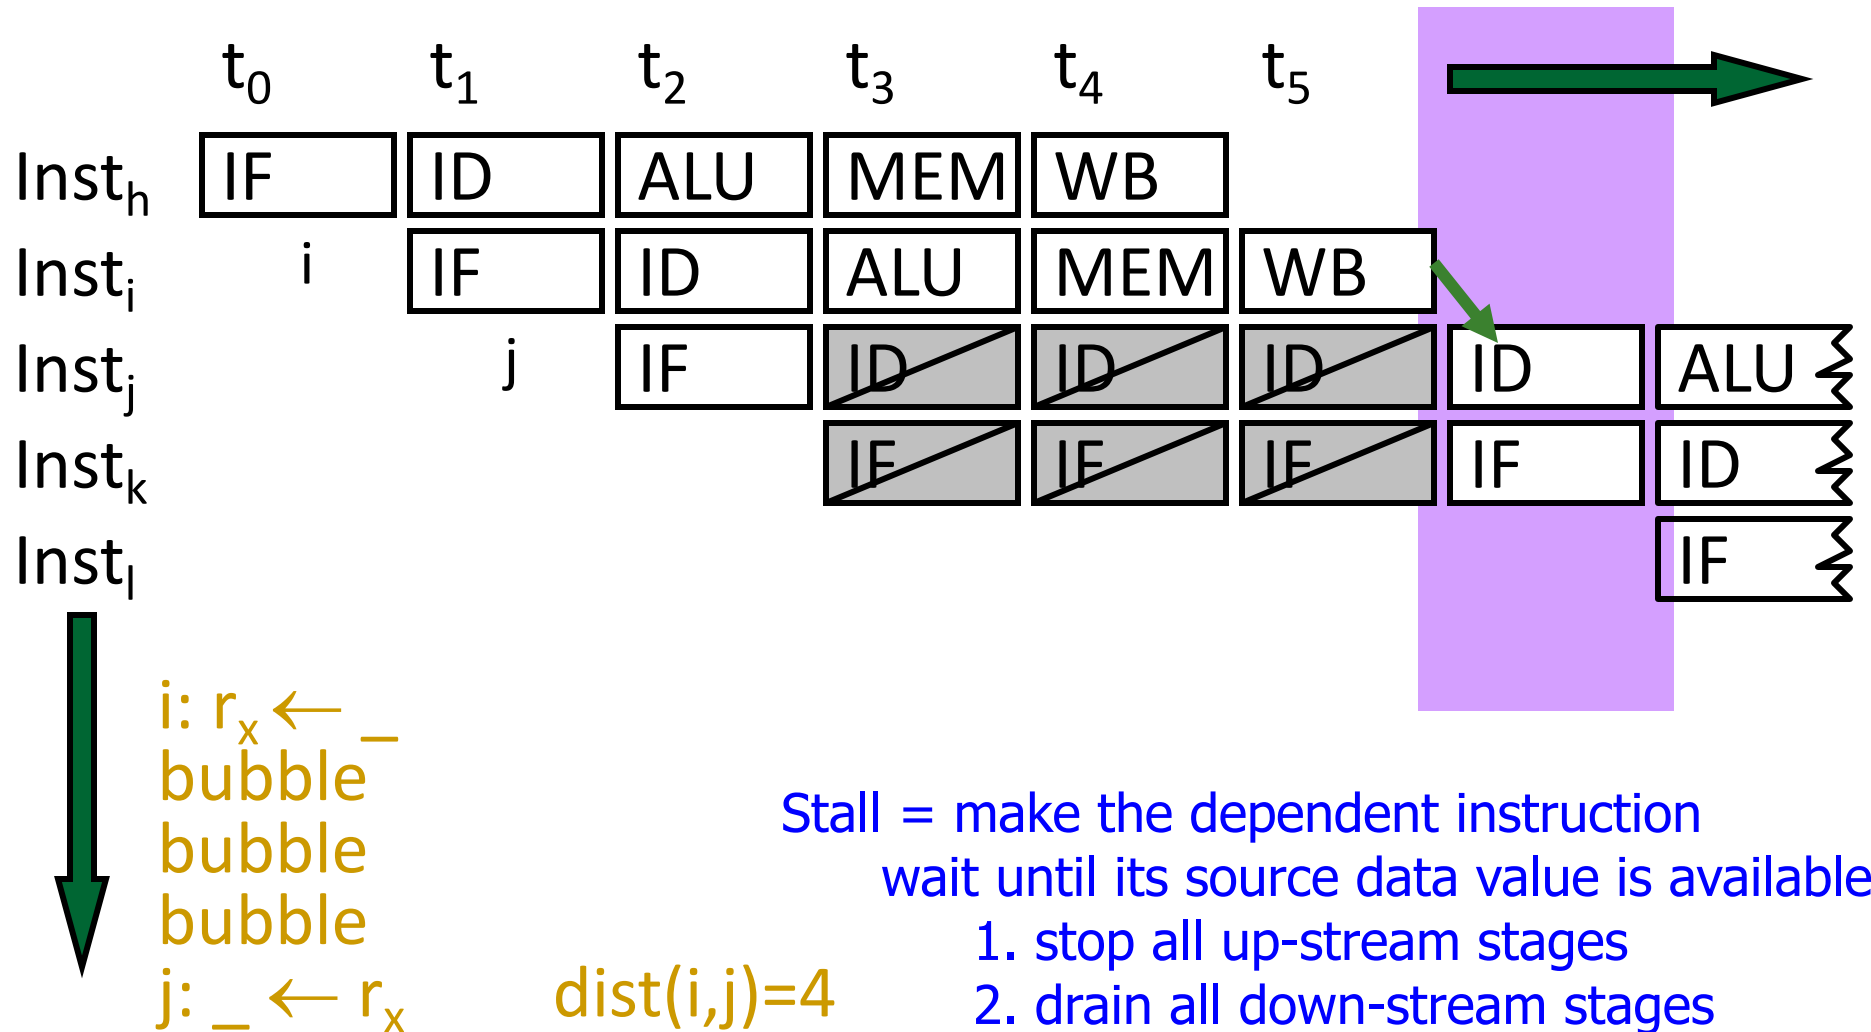 t₀ t₁ t₂ t₃ t₄ t₅
Instₕ IF ID ALU MEM WB
Instᵢ i IF ID ALU MEM WB
Instⱼ j IF ID ID ID ID ALU
Instₖ IF IF IF IF ID
Instₗ IF
i: rₓ ← _
bubble
bubble
bubble
j: _ ← rₓ dist(i,j)=4
Stall = make the dependent instruction
wait until its source data value is available
1. stop all up-stream stages
2. drain all down-stream stages